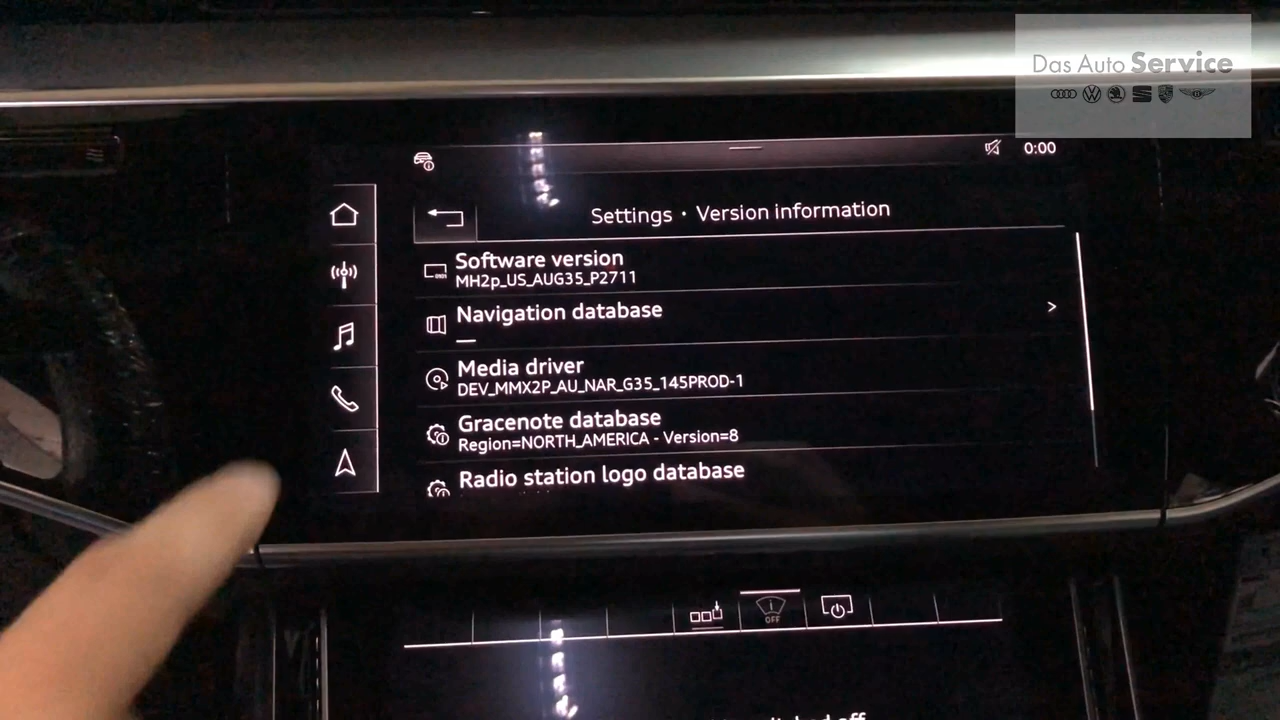 Das Auto Service
0:00
Settings · Version information
Software version
MH2p_US_AUG35_P2711
Navigation database
Media driver
DEV_MMX2P_AU_NAR_G35_145PROD-1
Gracenote database
Region=NORTH_AMERICA - Version=8
Radio station logo database
OFF
off